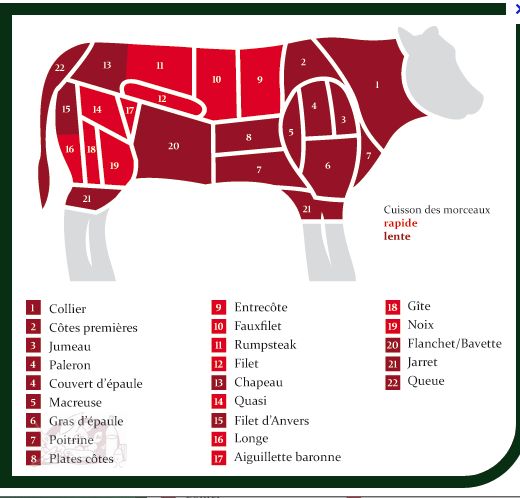 22
13
11
10
9
2
1
12
15
14
17
4
3
5
8
16
18
19
20
7
6
7
21
21
Cuisson des morceaux
rapide
lente
1 Collier
2 Côtes premières
3 Jumeau
4 Paleron
4 Couvert d'épaule
5 Macreuse
6 Gras d'épaule
7 Poitrine
8 Plates côtes
9 Entrecôte
10 Fauxfilet
11 Rumpsteak
12 Filet
13 Chapeau
14 Quasi
15 Filet d'Anvers
16 Longe
17 Aiguillette baronne
18 Gîte
19 Noix
20 Flanchet/Bavette
21 Jarret
22 Queue